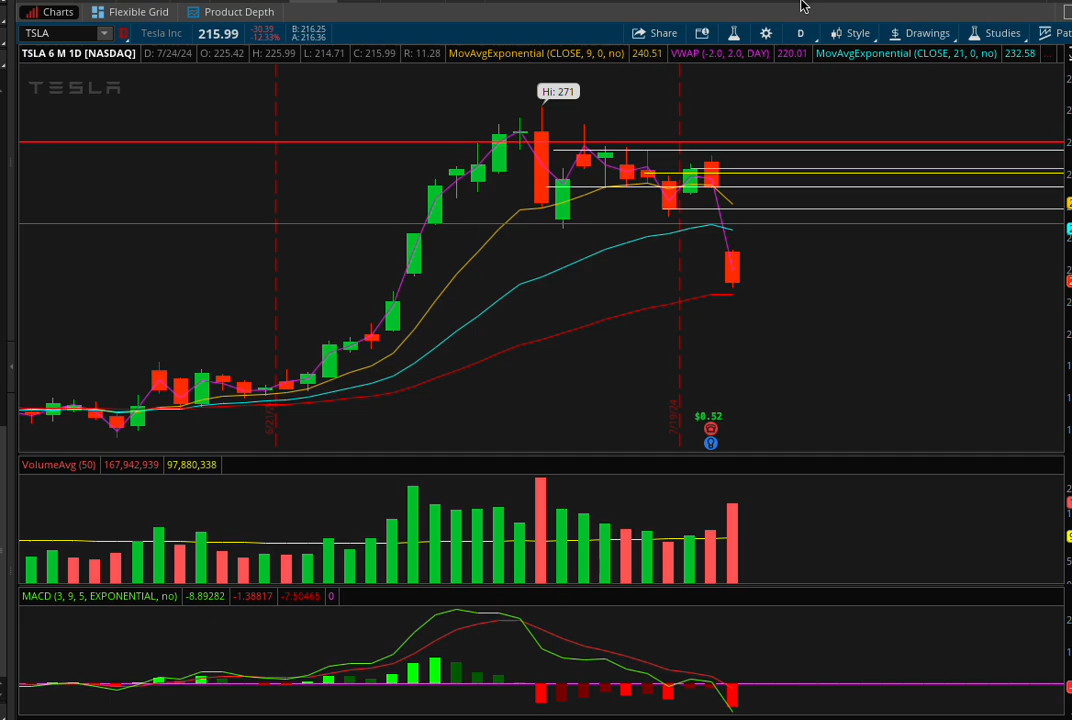 Charts Flexible Grid Product Depth
TSLA Tesla Inc 215.99 -30.39 -12.33% B: 216.25 A: 216.36 Share D Style Drawings Studies Pat
TSLA 6 M 1D [NASDAQ] D: 7/24/24 O: 225.42 H: 225.99 L: 214.71 C: 215.99 R: 11.28 MovAvgExponential (CLOSE, 9, 0, no) 240.51 VWAP (-2.0, 2.0, DAY) 220.01 MovAvgExponential (CLOSE, 21, 0, no) 232.58 ...
TESLA
Hi: 271
$0.52
VolumeAvg (50) 167,942,939 97,880,338
MACD (3, 9, 5, EXPONENTIAL, no) -8.89282 -1.38817 -7.50465 0